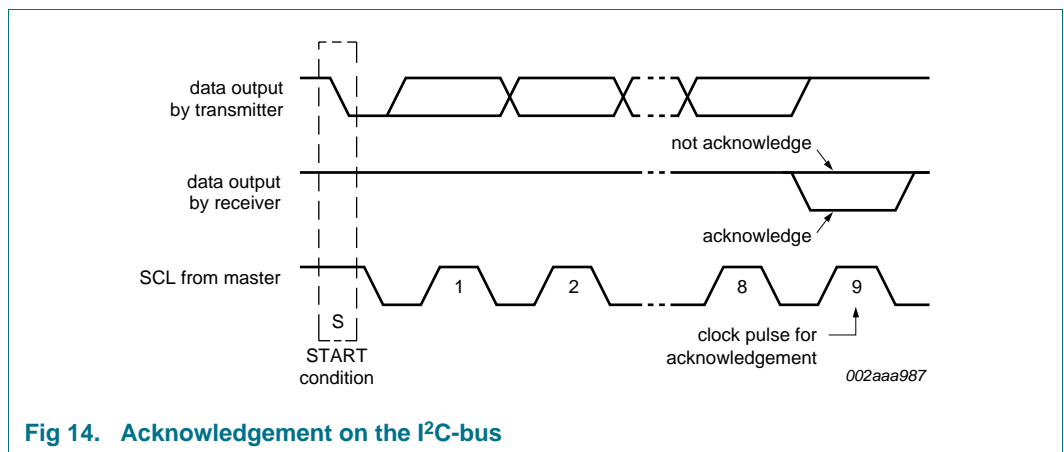 data output
by transmitter
not acknowledge
data output
by receiver
acknowledge
SCL from master
1
2
8
9
S
START
condition
clock pulse for
acknowledgement
002aaa987
Fig 14. Acknowledgement on the I²C-bus